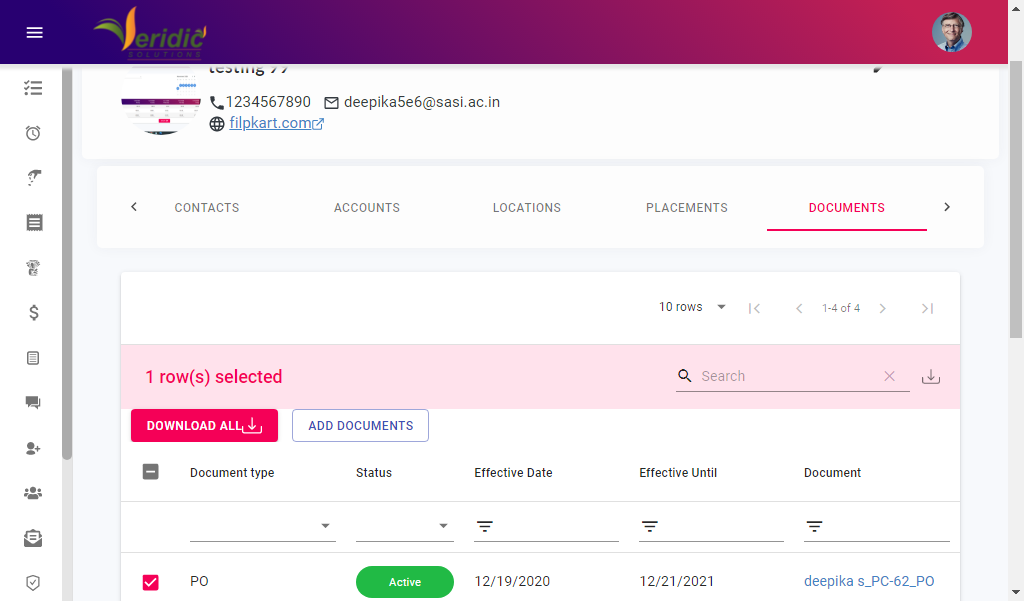 Veridic
SOLUTIONS
testing 99
1234567890 deepika5e6@sasi.ac.in
filpkart.com
CONTACTS ACCOUNTS LOCATIONS PLACEMENTS DOCUMENTS
10 rows 1-4 of 4
1 row(s) selected Search
DOWNLOAD ALL ADD DOCUMENTS
Document type Status Effective Date Effective Until Document
PO Active 12/19/2020 12/21/2021 deepika s_PC-62_PO